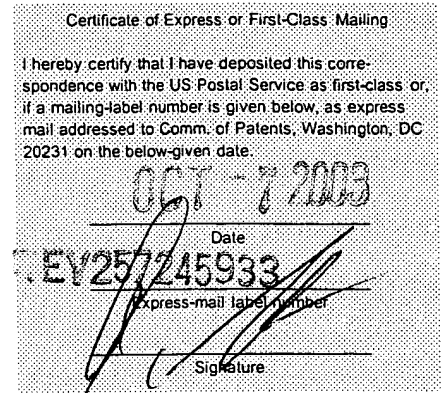 Certificate of Express or First-Class Mailing
I hereby certify that I have deposited this corre-
spondence with the US Postal Service as first-class or,
if a mailing-label number is given below, as express
mail addressed to Comm. of Patents, Washington, DC
20231 on the below-given date.
OCT -7 2003
Date
EY257245933
Express-mail label number
Signature